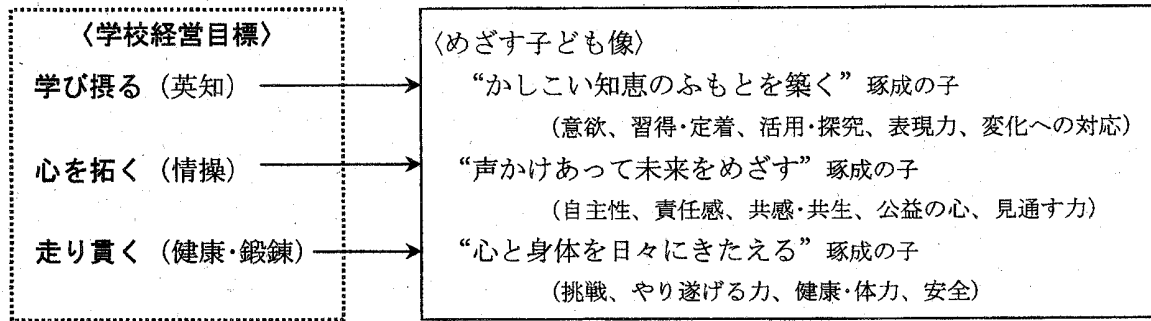 〈学校経営目標〉
学び摂る（英知）
心を拓く（情操）
走り貫く（健康・鍛錬）
〈めざす子ども像〉
“かしこい知恵のふもとを築く”琢成の子
（意欲、習得・定着、活用・探究、表現力、変化への対応）
“声かけあって未来をめざす”琢成の子
（自主性、責任感、共感・共生、公益の心、見通す力）
“心と身体を日々にきたえる”琢成の子
（挑戦、やり遂げる力、健康・体力、安全）